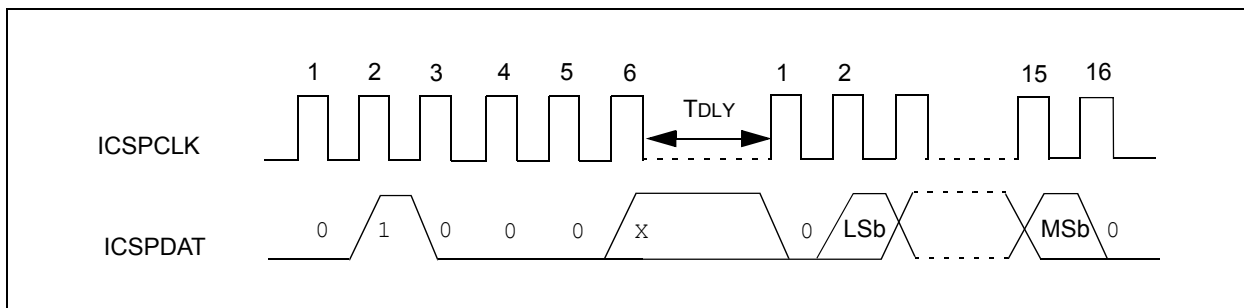 1 2 3 4 5 6 1 2 15 16
TDLY
ICSPCLK
ICSPDAT
0 1 0 0 0 X 0 LSb MSb 0